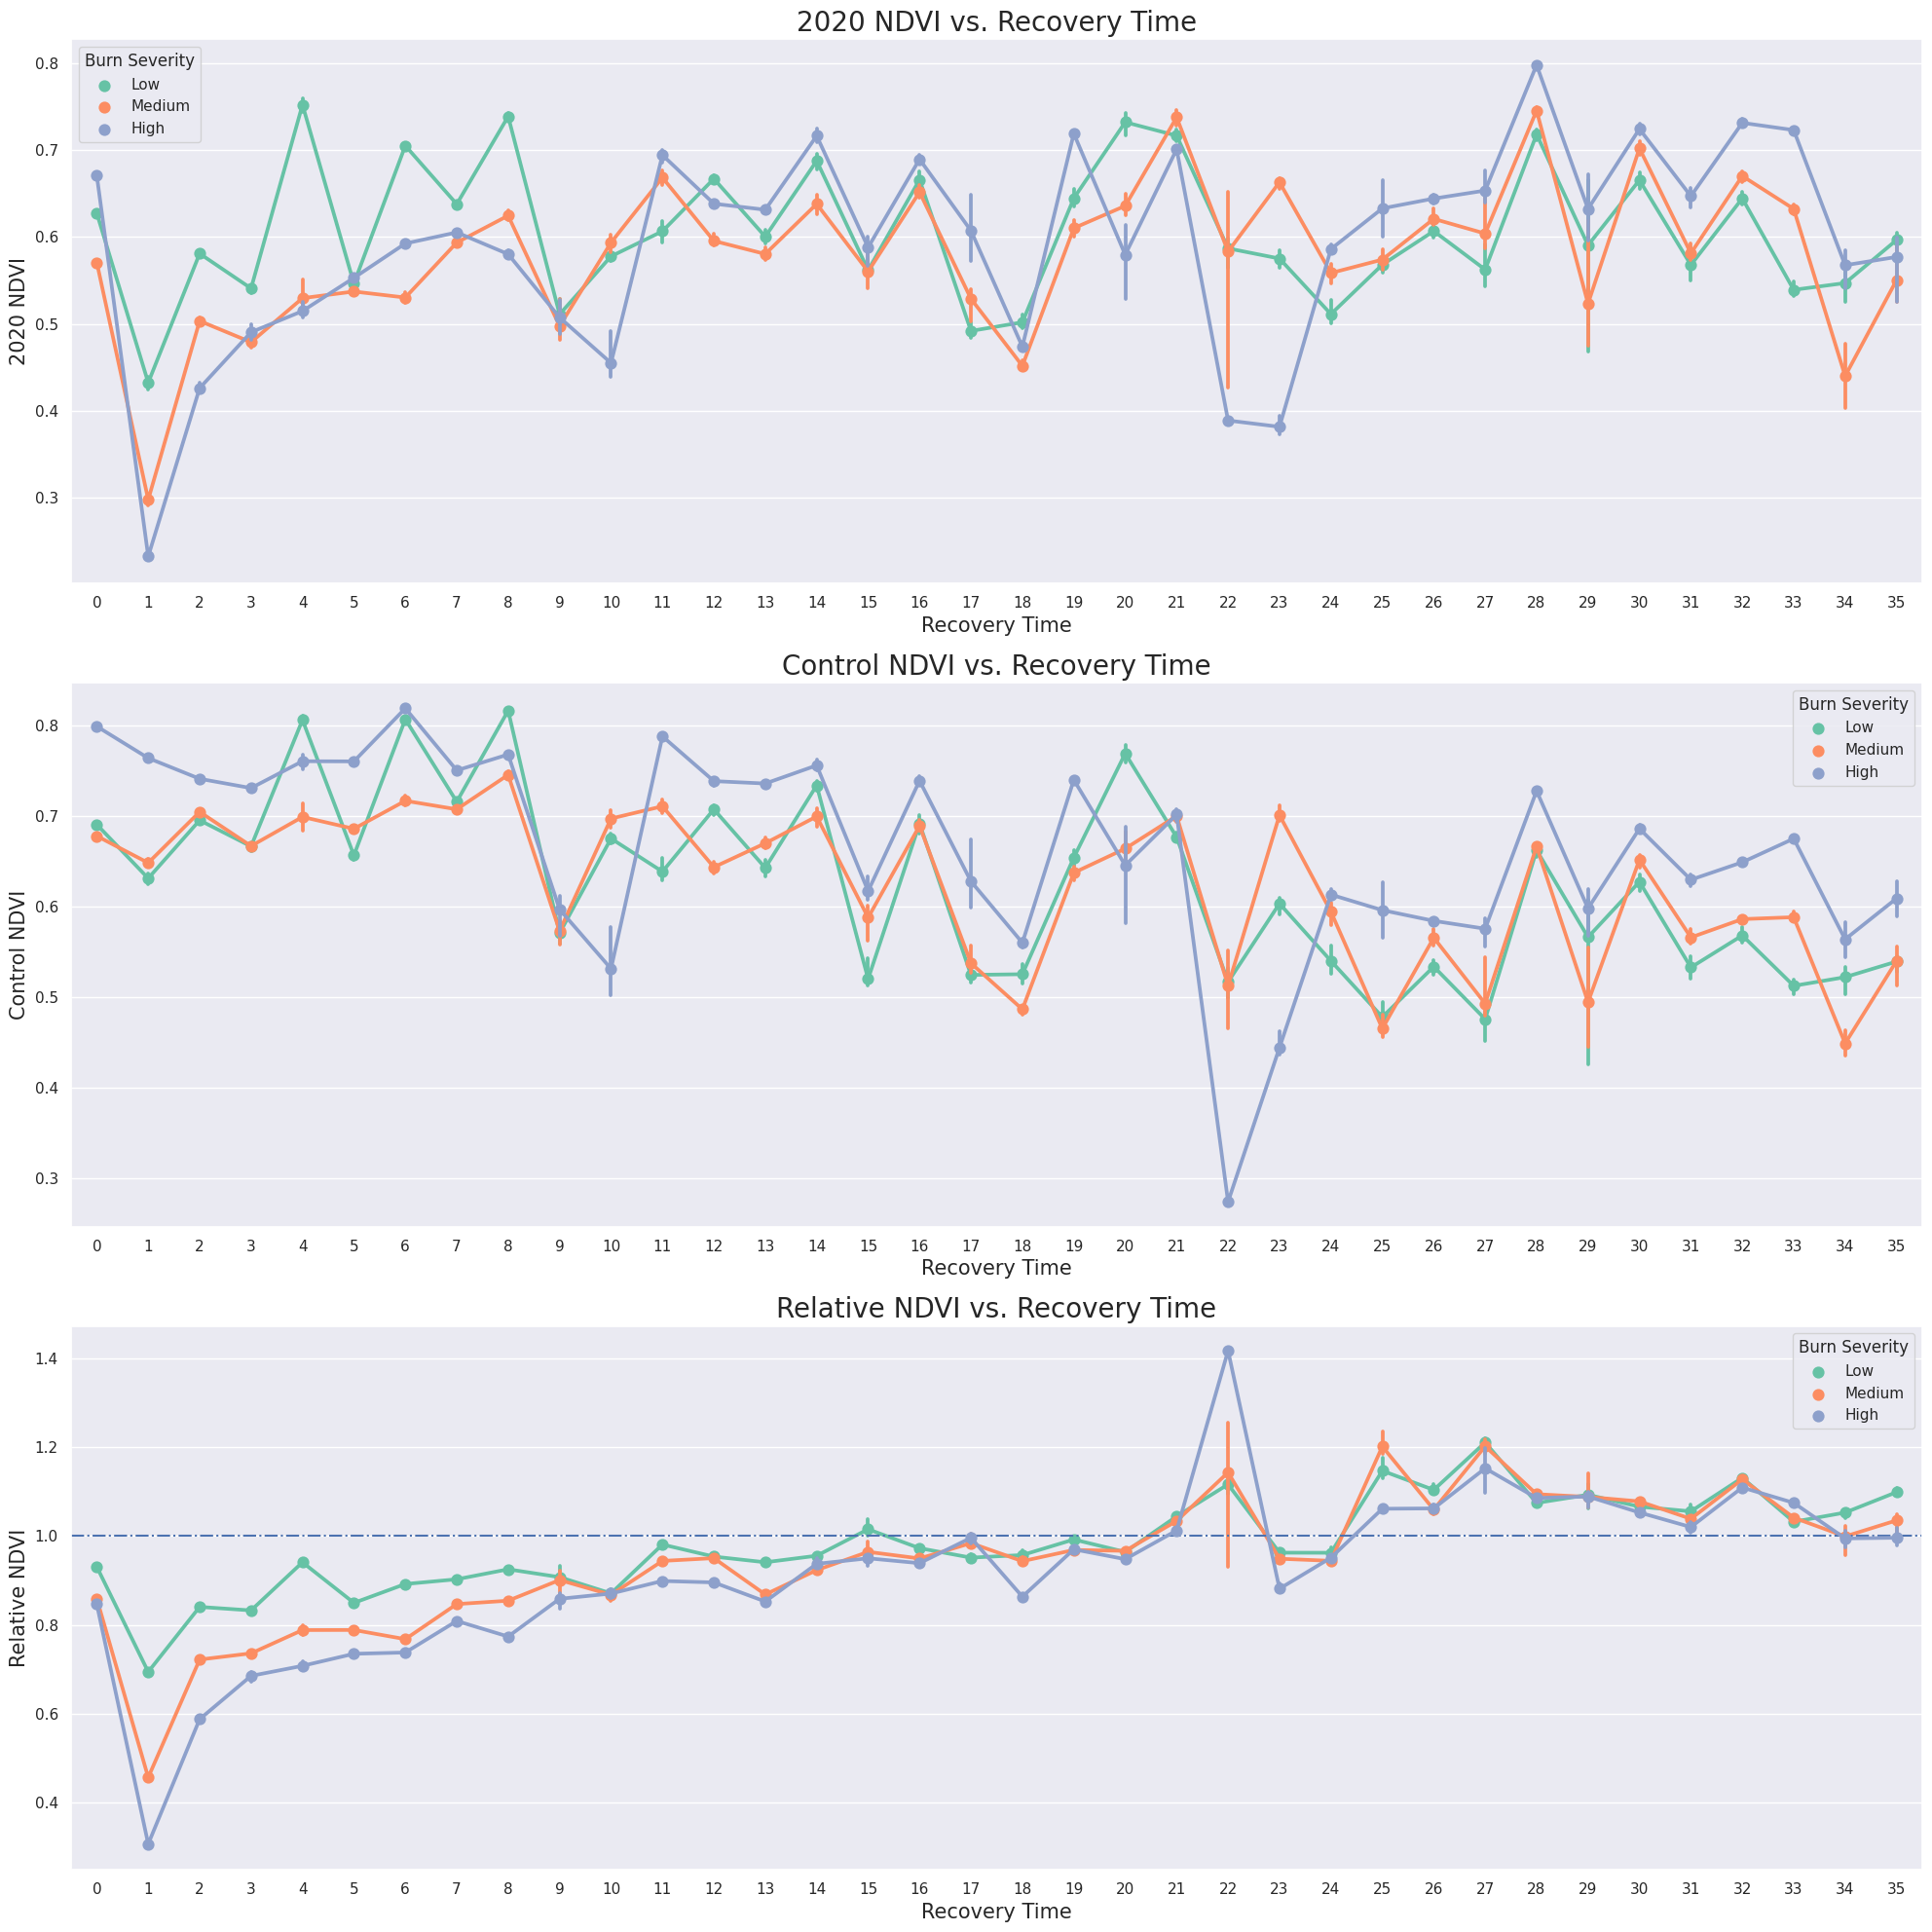 2020 NDVI vs. Recovery Time
Burn Severity
Low
Medium
High
2020 NDVI
0.8
0.7
0.6
0.5
0.4
0.3
0 1 2 3 4 5 6 7 8 9 10 11 12 13 14 15 16 17 18 19 20 21 22 23 24 25 26 27 28 29 30 31 32 33 34 35
Recovery Time
Control NDVI vs. Recovery Time
Burn Severity
Low
Medium
High
Control NDVI
0.8
0.7
0.6
0.5
0.4
0.3
0 1 2 3 4 5 6 7 8 9 10 11 12 13 14 15 16 17 18 19 20 21 22 23 24 25 26 27 28 29 30 31 32 33 34 35
Recovery Time
Relative NDVI vs. Recovery Time
Burn Severity
Low
Medium
High
Relative NDVI
1.4
1.2
1.0
0.8
0.6
0.4
0 1 2 3 4 5 6 7 8 9 10 11 12 13 14 15 16 17 18 19 20 21 22 23 24 25 26 27 28 29 30 31 32 33 34 35
Recovery Time